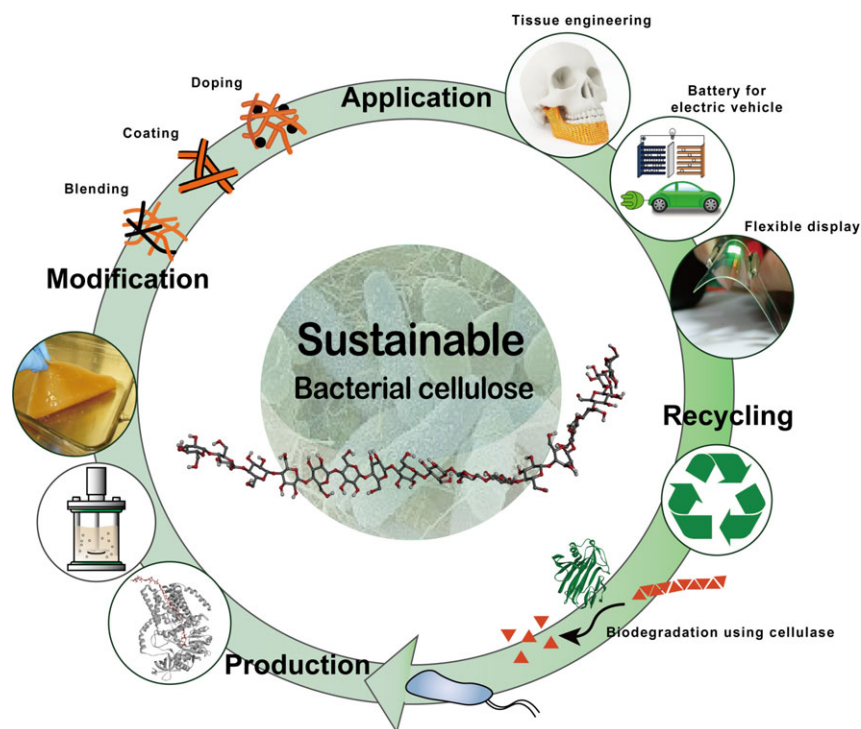 Tissue engineering
Application
Battery for
electric vehicle
Doping
Coating
Blending
Flexible display
Modification
Sustainable
Bacterial cellulose
Recycling
Biodegradation using cellulase
Production